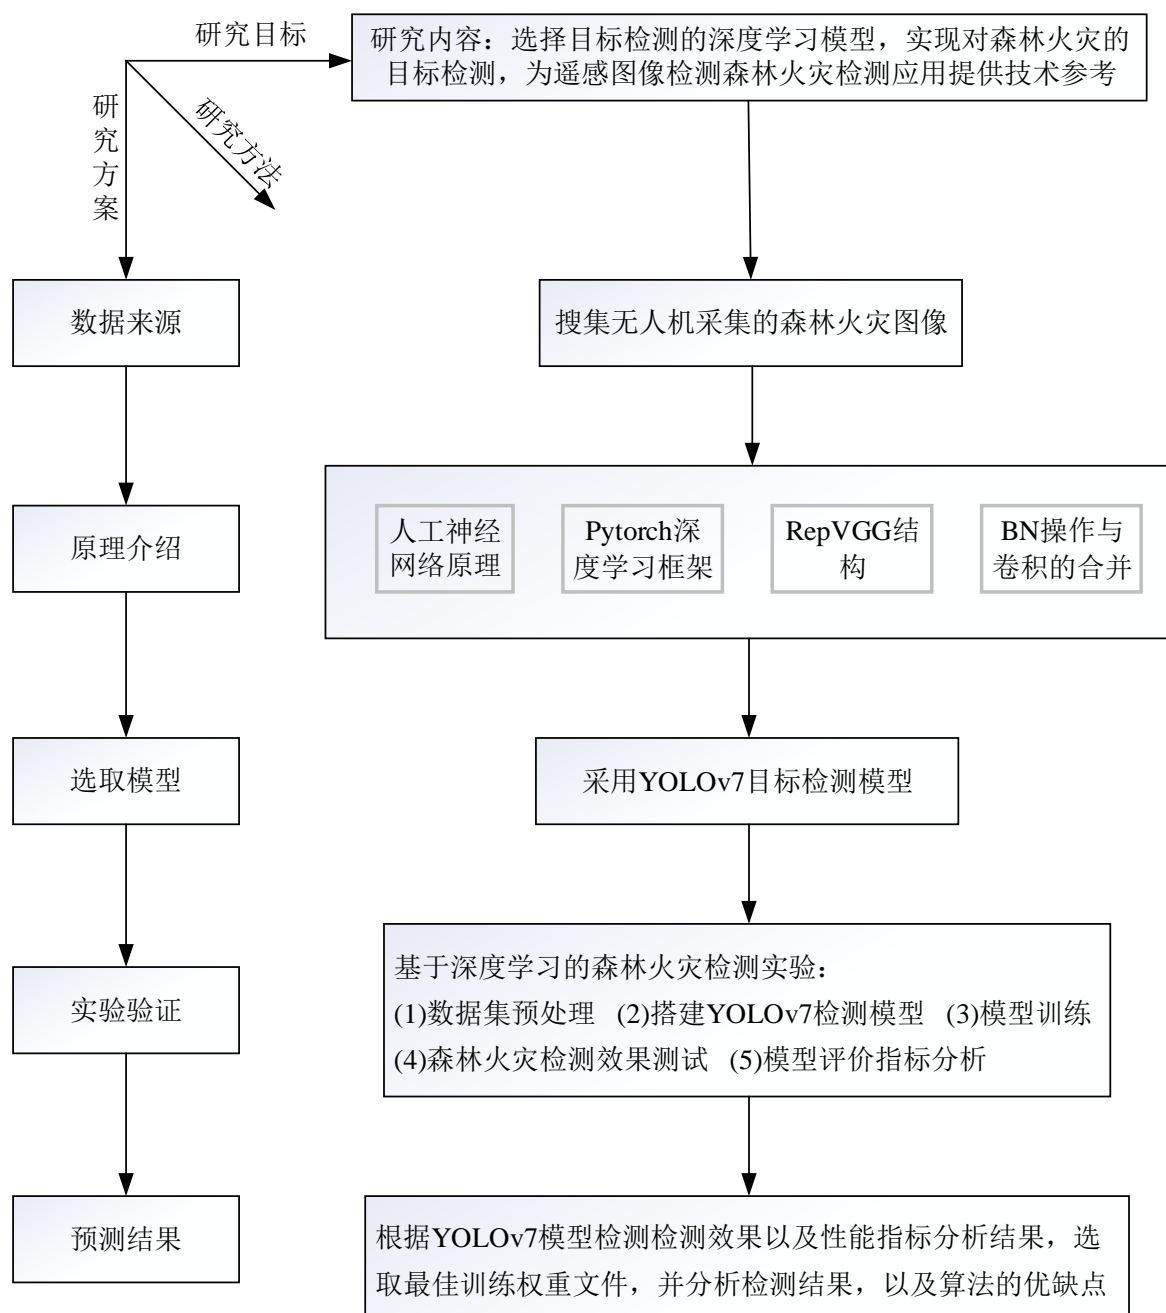 研究目标
研究内容：选择目标检测的深度学习模型，实现对森林火灾的
目标检测，为遥感图像检测森林火灾检测应用提供技术参考
研究方案
研究方法
数据来源
搜集无人机采集的森林火灾图像
原理介绍
人工神经
网络原理
Pytorch深
度学习框架
RepVGG结
构
BN操作与
卷积的合并
选取模型
采用YOLOv7目标检测模型
实验验证
基于深度学习的森林火灾检测实验：
(1)数据集预处理 (2)搭建YOLOv7检测模型 (3)模型训练
(4)森林火灾检测效果测试 (5)模型评价指标分析
预测结果
根据YOLOv7模型检测检测效果以及性能指标分析结果，选
取最佳训练权重文件，并分析检测结果，以及算法的优缺点